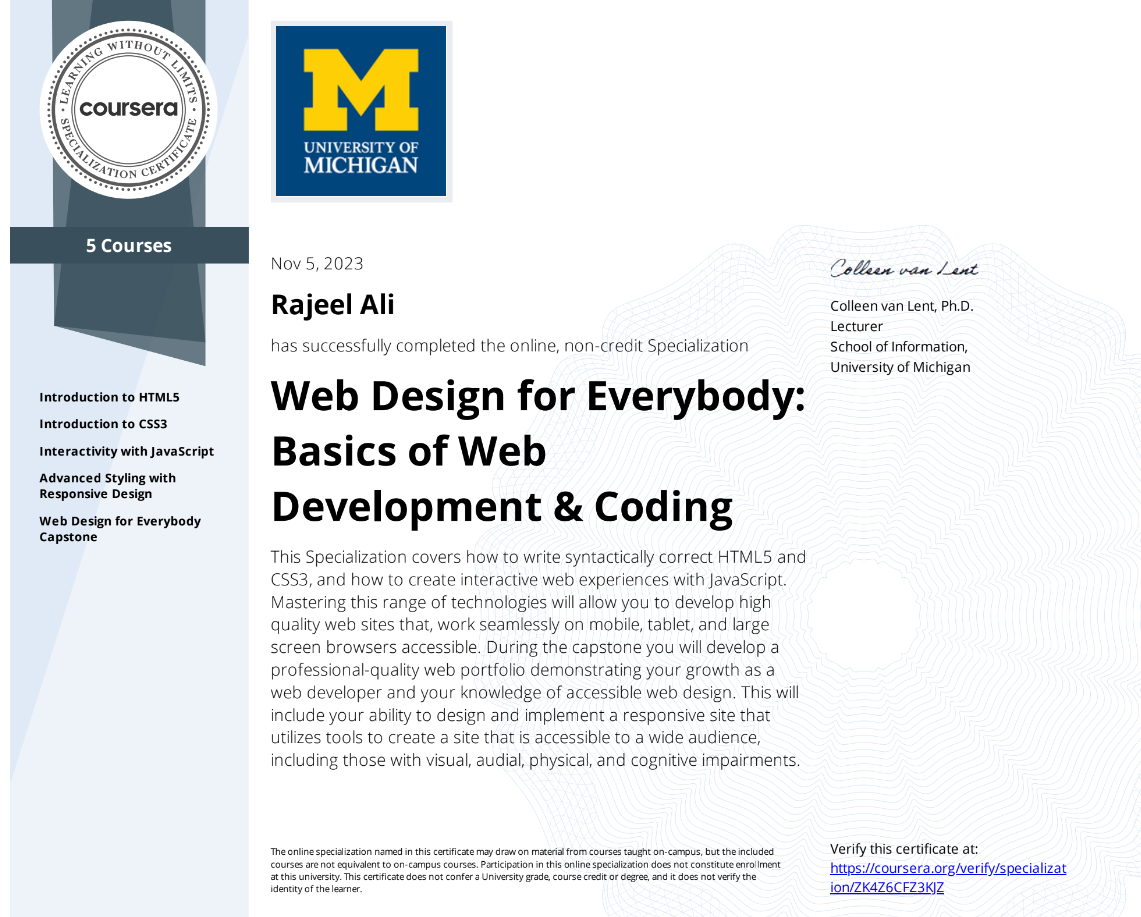 LEARNING WITHOUT LIMITS
coursera
SPECIALIZATION CERTIFICATE
5 Courses
Introduction to HTML5
Introduction to CSS3
Interactivity with JavaScript
Advanced Styling with
Responsive Design
Web Design for Everybody
Capstone
M
UNIVERSITY OF
MICHIGAN
Nov 5, 2023
Rajeel Ali
has successfully completed the online, non-credit Specialization
Web Design for Everybody:
Basics of Web
Development & Coding
This Specialization covers how to write syntactically correct HTML5 and
CSS3, and how to create interactive web experiences with JavaScript.
Mastering this range of technologies will allow you to develop high
quality web sites that, work seamlessly on mobile, tablet, and large
screen browsers accessible. During the capstone you will develop a
professional-quality web portfolio demonstrating your growth as a
web developer and your knowledge of accessible web design. This will
include your ability to design and implement a responsive site that
utilizes tools to create a site that is accessible to a wide audience,
including those with visual, audial, physical, and cognitive impairments.
The online specialization named in this certificate may draw on material from courses taught on-campus, but the included
courses are not equivalent to on-campus courses. Participation in this online specialization does not constitute enrollment
at this university. This certificate does not confer a University grade, course credit or degree, and it does not verify the
identity of the learner.
Colleen van Lent
Colleen van Lent, Ph.D.
Lecturer
School of Information,
University of Michigan
Verify this certificate at:
https://coursera.org/verify/specializat
ion/ZK4Z6CFZ3KJZ